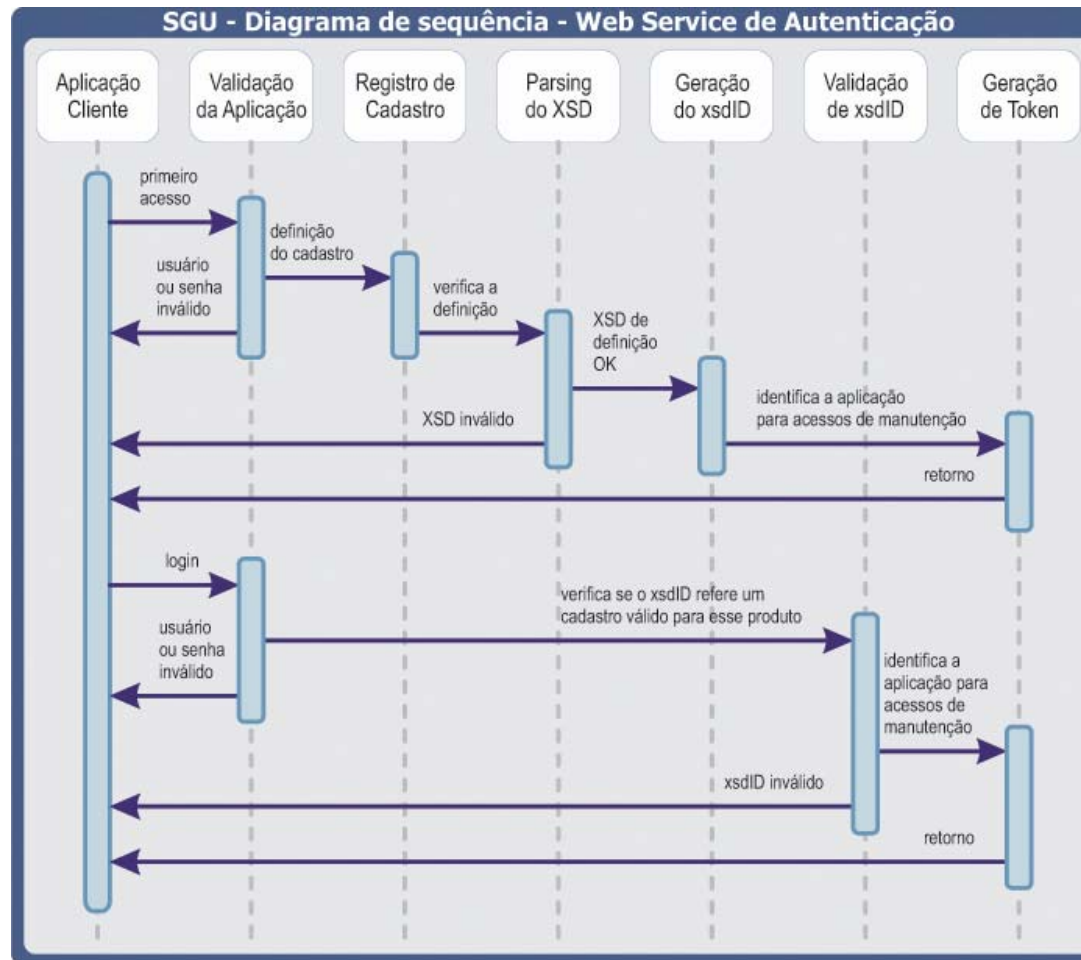 SGU - Diagrama de sequência - Web Service de Autenticação
Aplicação
Cliente
Validação
da Aplicação
Registro de
Cadastro
Parsing
do XSD
Geração
do xsdID
Validação
de xsdID
Geração
de Token
primeiro
acesso
definição
do cadastro
usuário
ou senha
inválido
verifica a
definição
XSD de
definição
OK
identifica a aplicação
para acessos de manutenção
XSD inválido
retorno
login
verifica se o xsdID refere um
cadastro válido para esse produto
usuário
ou senha
inválido
identifica a
aplicação para
acessos de
manutenção
xsdID inválido
retorno